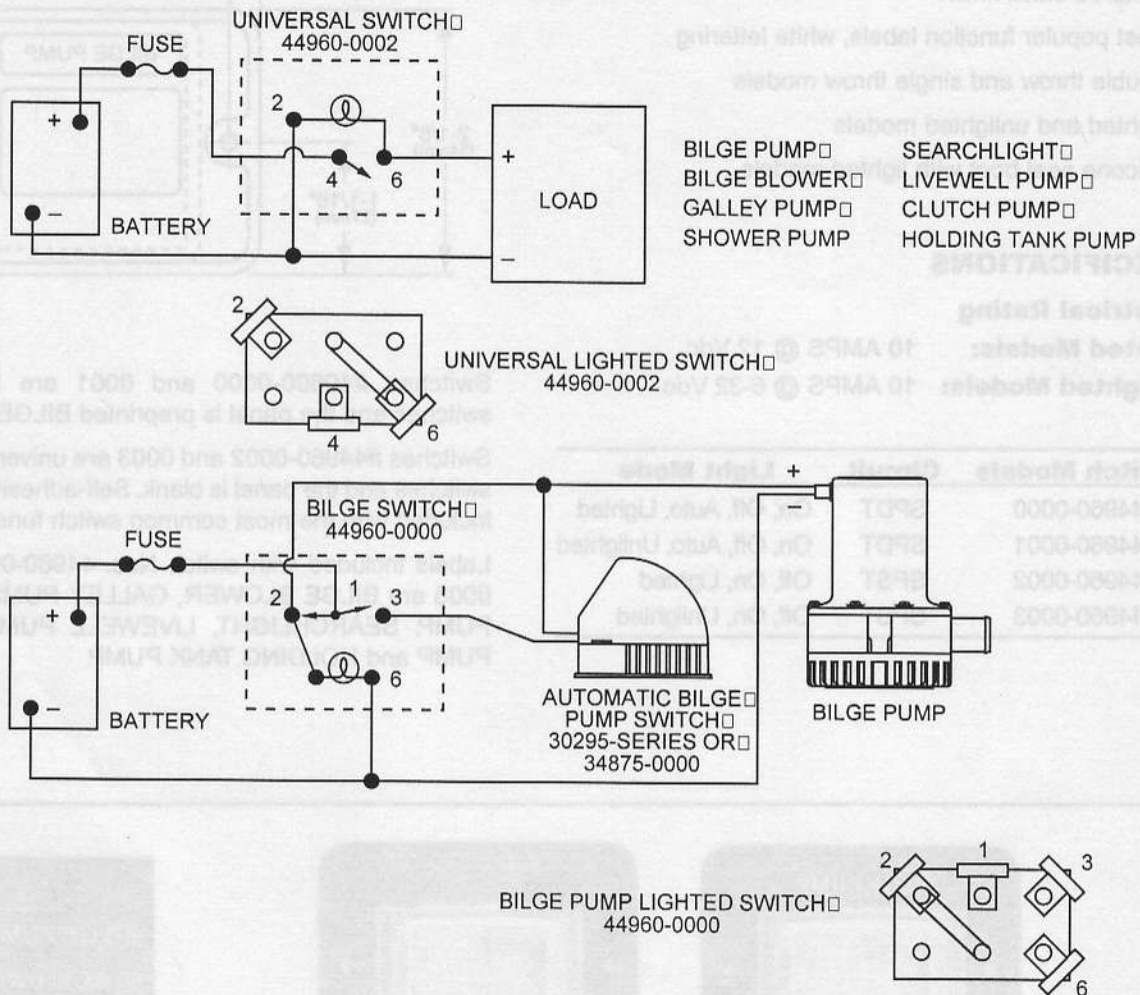 UNIVERSAL SWITCH□
44960-0002
FUSE
2
+
4
6
+
LOAD
−
BATTERY
−
BILGE PUMP□ SEARCHLIGHT□
BILGE BLOWER□ LIVEWELL PUMP□
GALLEY PUMP□ CLUTCH PUMP□
SHOWER PUMP HOLDING TANK PUMP
2
4
6
UNIVERSAL LIGHTED SWITCH□
44960-0002
BILGE SWITCH□
44960-0000
FUSE
+
−
1
2
3
6
+
−
BATTERY
AUTOMATIC BILGE□
PUMP SWITCH□
30295-SERIES OR□
34875-0000
BILGE PUMP
BILGE PUMP LIGHTED SWITCH□
44960-0000
2
1
3
6